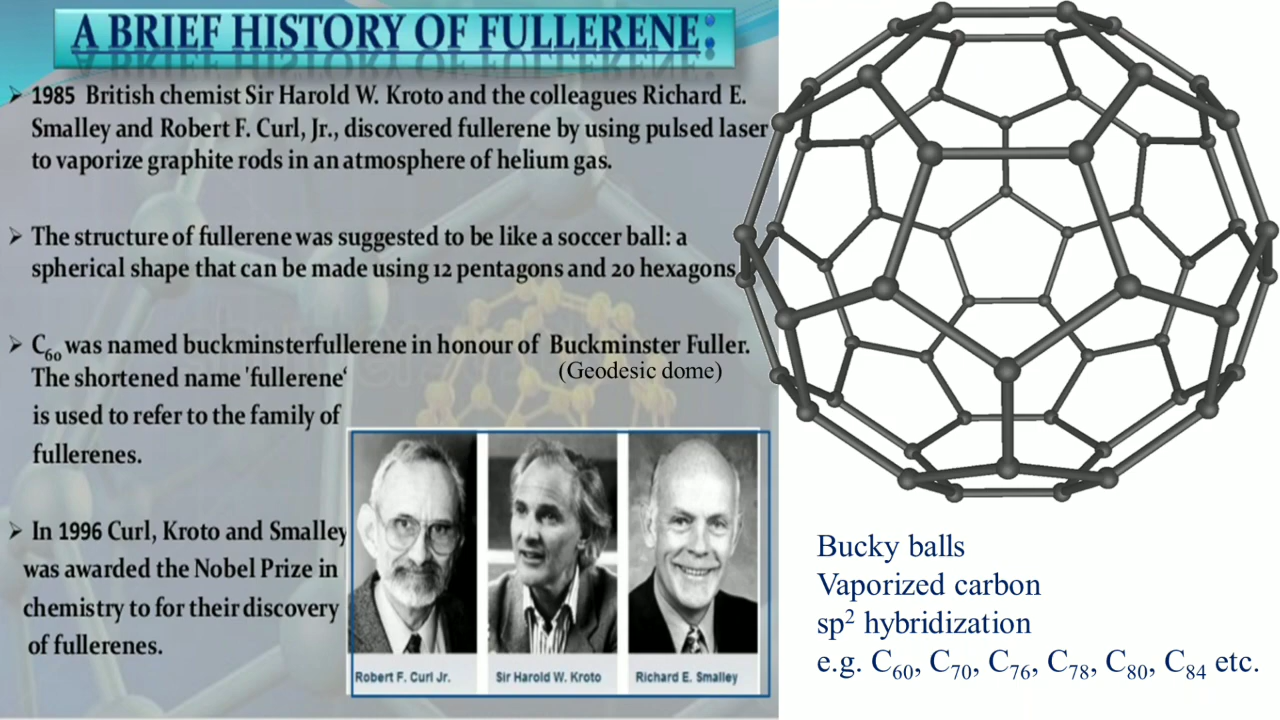 A BRIEF HISTORY OF FULLERENE:
➢ 1985 British chemist Sir Harold W. Kroto and the colleagues Richard E.
Smalley and Robert F. Curl, Jr., discovered fullerene by using pulsed laser
to vaporize graphite rods in an atmosphere of helium gas.
➢ The structure of fullerene was suggested to be like a soccer ball: a
spherical shape that can be made using 12 pentagons and 20 hexagons
➢ C₆₀ was named buckminsterfullerene in honour of Buckminster Fuller.
(Geodesic dome)
The shortened name 'fullerene‘
is used to refer to the family of
fullerenes.
➢ In 1996 Curl, Kroto and Smalley
was awarded the Nobel Prize in
chemistry to for their discovery
of fullerenes.
Robert F. Curl Jr.
Sir Harold W. Kroto
Richard E. Smalley
Bucky balls
Vaporized carbon
sp² hybridization
e.g. C₆₀, C₇₀, C₇₆, C₇₈, C₈₀, C₈₄ etc.